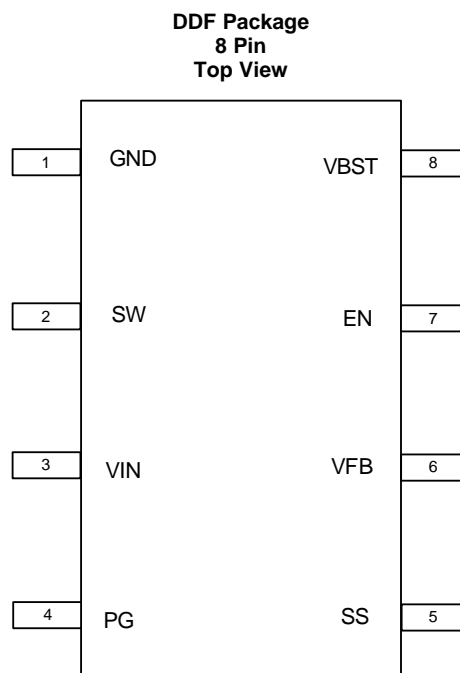 DDF Package
8 Pin
Top View
1 GND VBST 8
2 SW EN 7
3 VIN VFB 6
4 PG SS 5